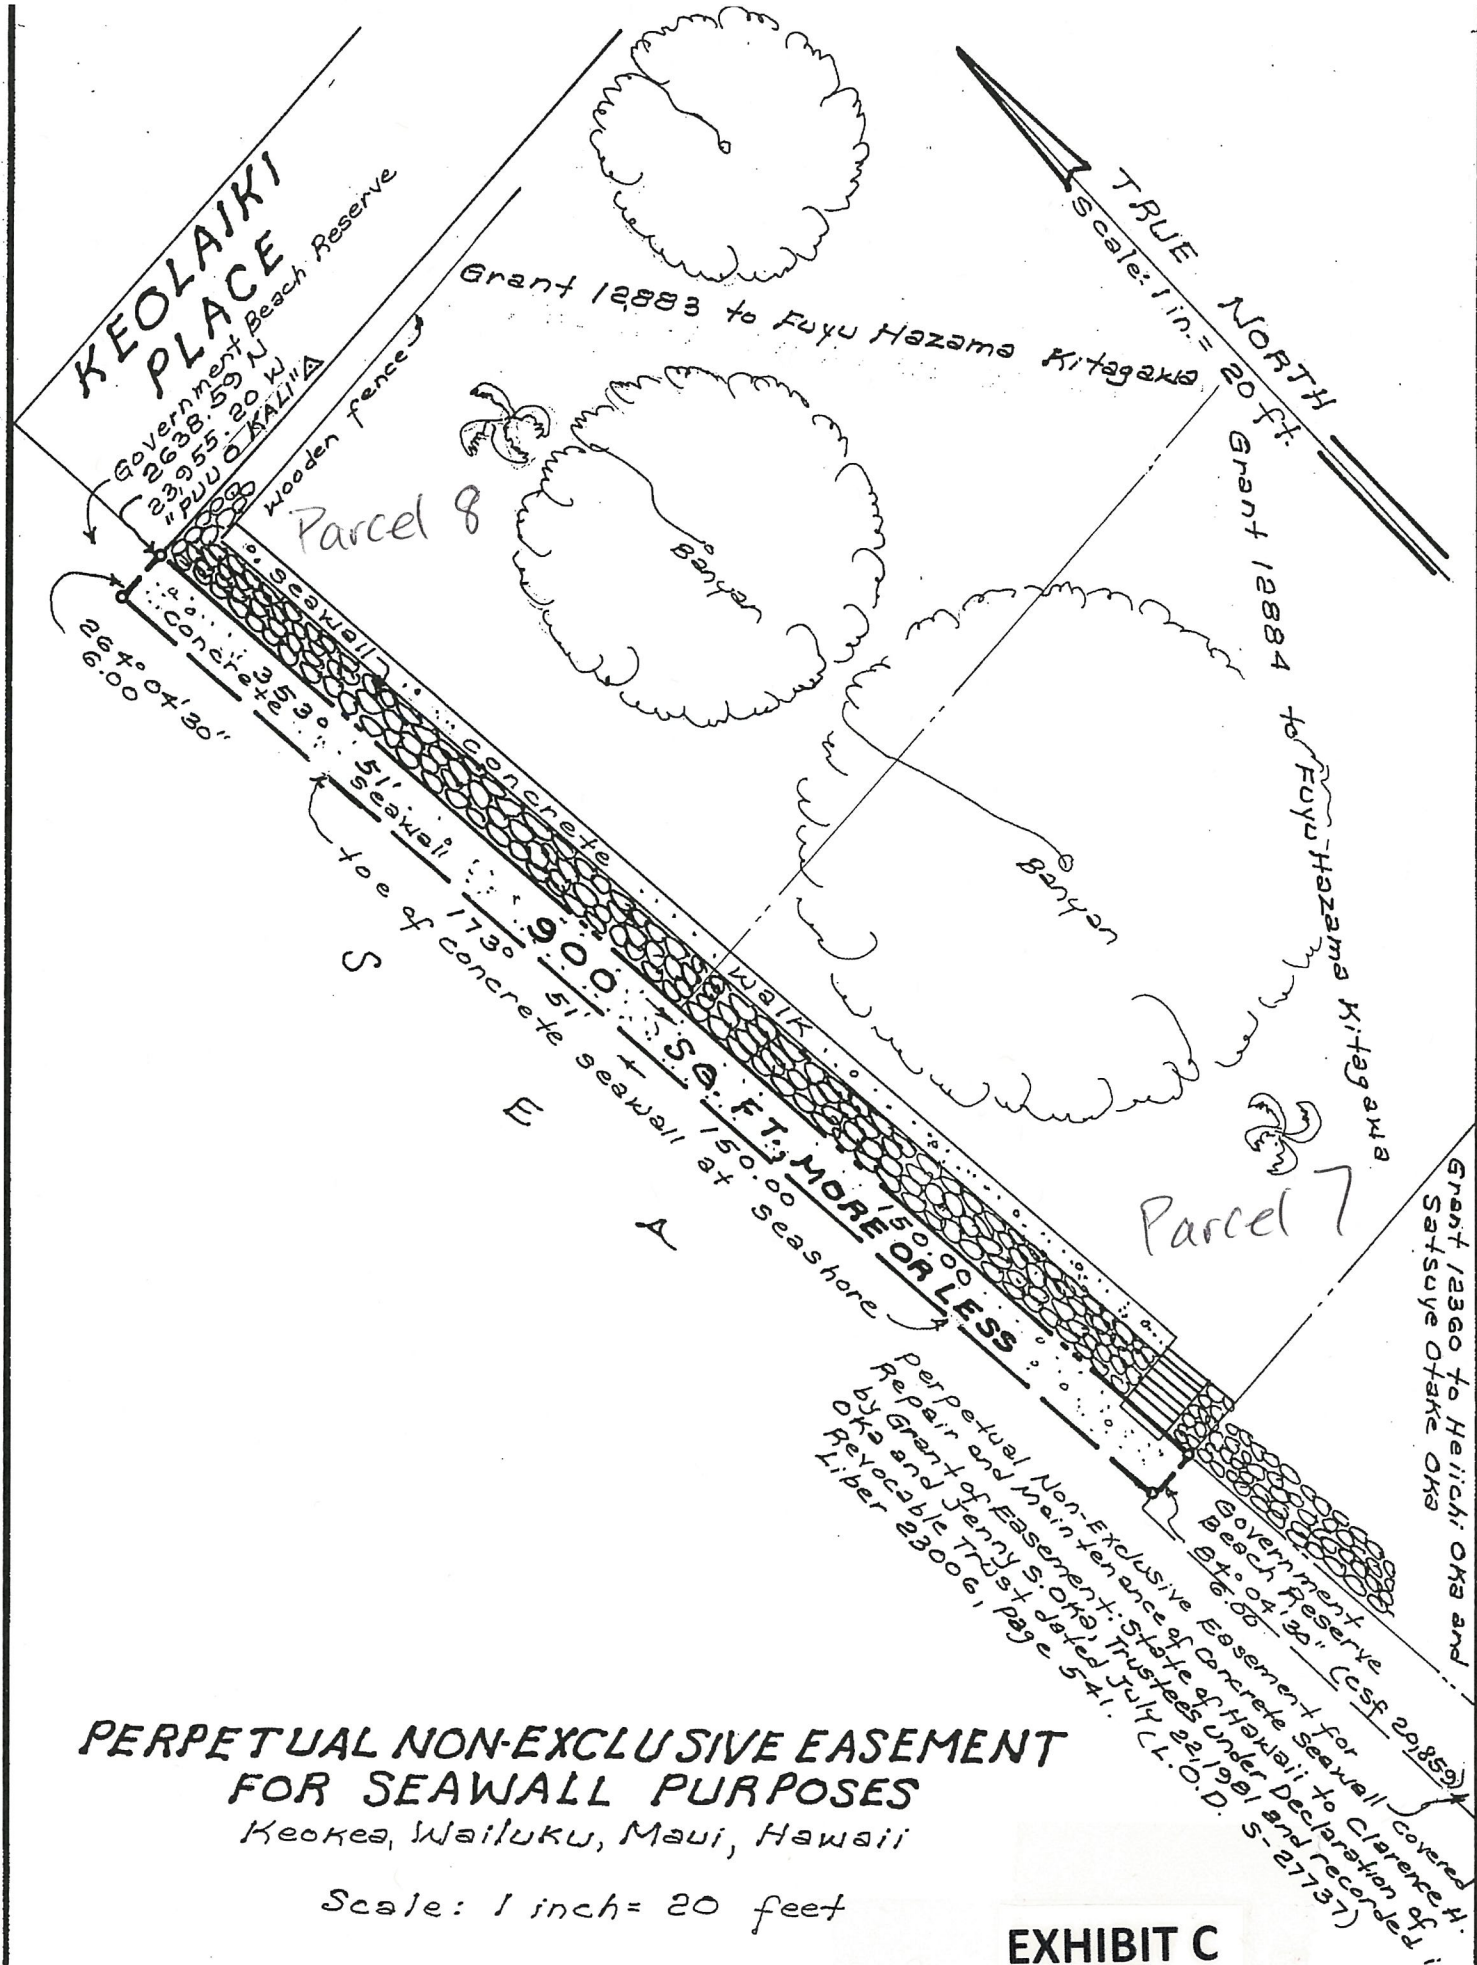 TRUE NORTH
Scale: 1 in. = 20 ft.
KEOLAIKI
PLACE
Government Beach Reserve
2638.59 N
23,955.20 W
"PUU O KALI"
wooden fence
Grant 12883 to Fuyu Hazama Kitagawa
Parcel 8
Banyan
Grant 12884 to Fuyu Hazama Kitagawa
Banyan
Parcel 7
seawall
concrete
walk
264° 04' 30"
6.00
concrete
seawall
353° 51'
150.00
900 SQ. FT., MORE OR LESS
173° 51'
150.00
toe of concrete seawall at seashore
SEA
Grant 12360 to Heiichi Oka and
Satsuye Otake Oka
Government
Beach Reserve
84° 04' 30" (CSF 20,859)
6.00
Perpetual Non-Exclusive Easement for
Repair and Maintenance of Concrete Seawall covered
by Grant of Easement: State of Hawaii to Clarence H.
Oka and Jenny S. Oka, Trustees under Declaration of
Revocable Trust dated July 22, 1981 and recorded i
Liber 23006, page 541. (L.O.D. S-27737)
PERPETUAL NON-EXCLUSIVE EASEMENT
FOR SEAWALL PURPOSES
Keokea, Wailuku, Maui, Hawaii
Scale: 1 inch = 20 feet
EXHIBIT C